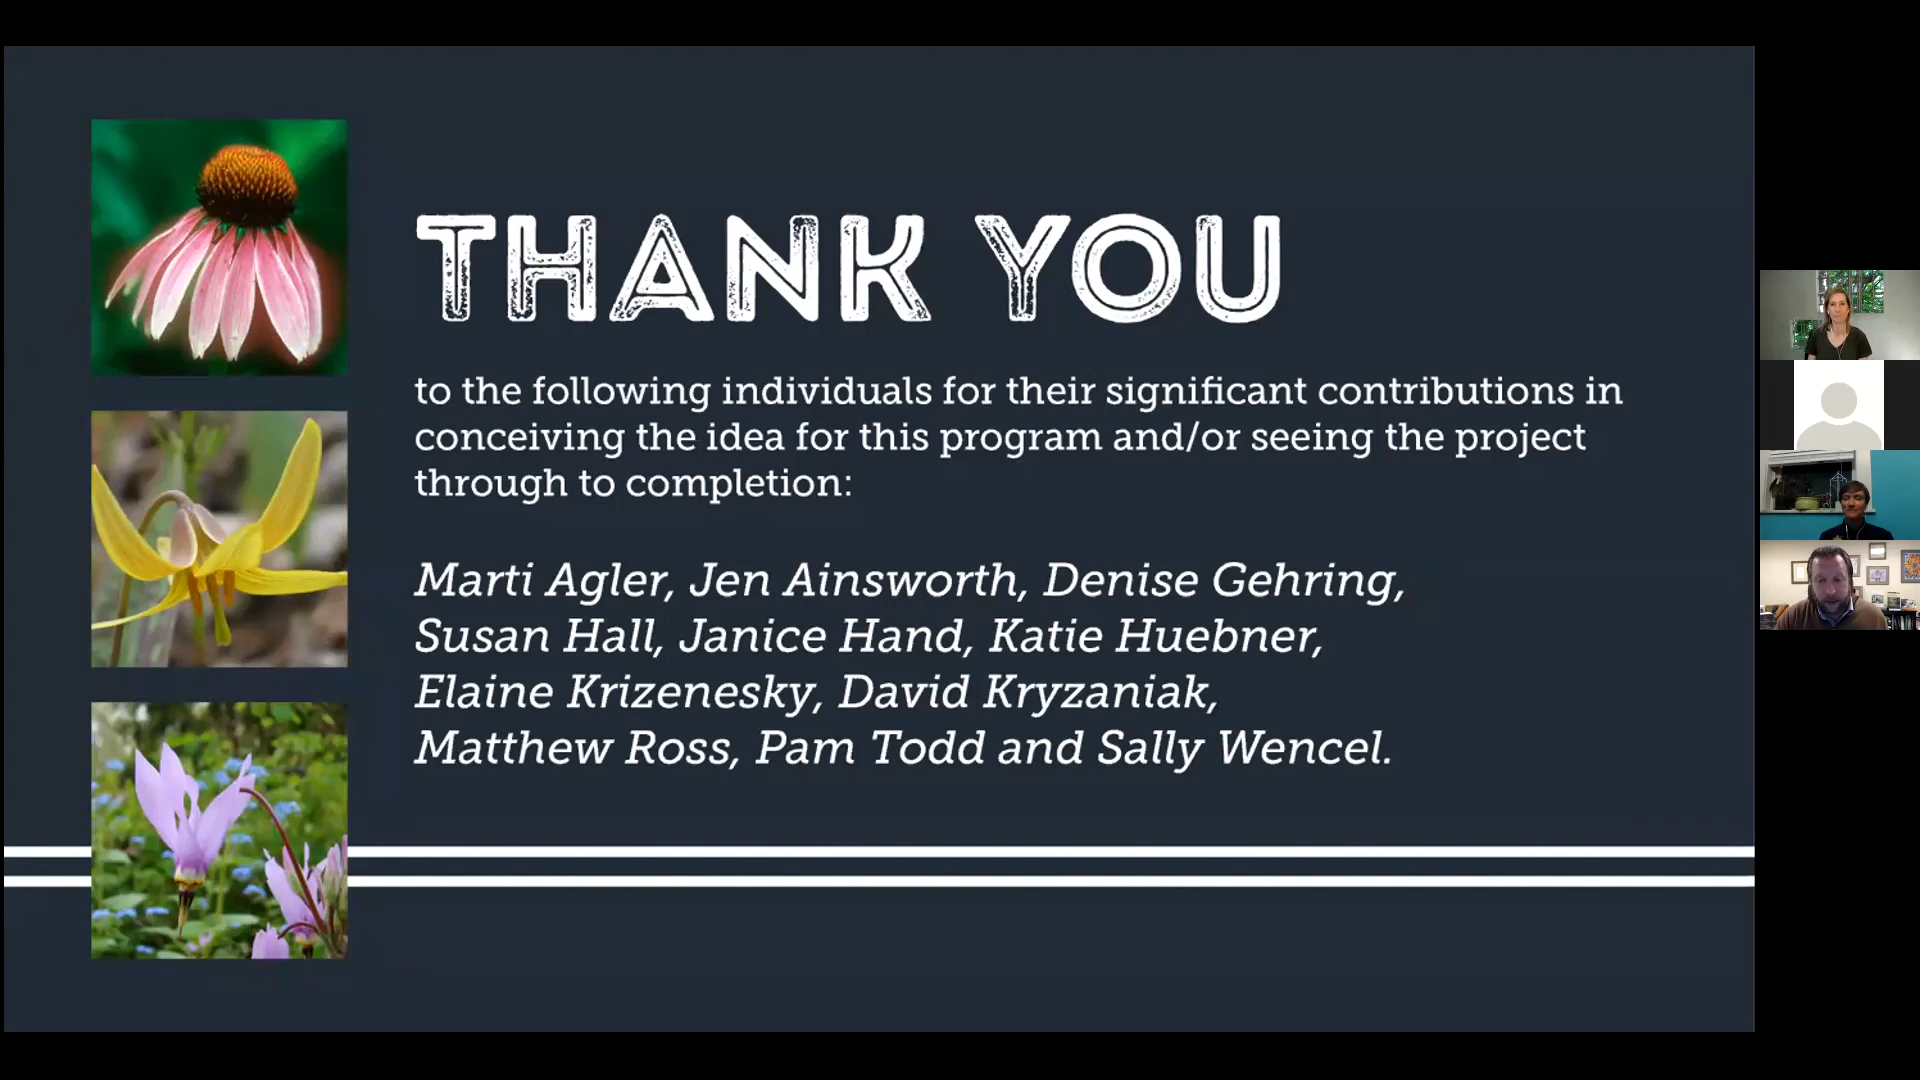 THANK YOU
to the following individuals for their significant contributions in
conceiving the idea for this program and/or seeing the project
through to completion:
Marti Agler, Jen Ainsworth, Denise Gehring,
Susan Hall, Janice Hand, Katie Huebner,
Elaine Krizenesky, David Kryzaniak,
Matthew Ross, Pam Todd and Sally Wencel.